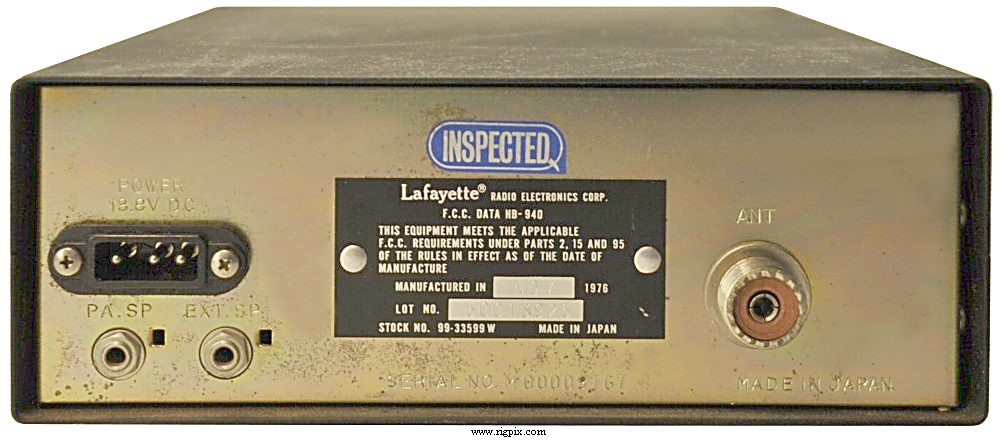 INSPECTED
POWER
13.8V DC
Lafayette® RADIO ELECTRONICS CORP.
F.C.C. DATA HB-940
THIS EQUIPMENT MEETS THE APPLICABLE
F.C.C. REQUIREMENTS UNDER PARTS 2, 15 AND 95
OF THE RULES IN EFFECT AS OF THE DATE OF
MANUFACTURE
MANUFACTURED IN NOV 1976
LOT NO.
STOCK NO. 99-33599W MADE IN JAPAN
ANT
PA.SP EXT.SP
SERIAL NO.
MADE IN JAPAN
www.rigpix.com